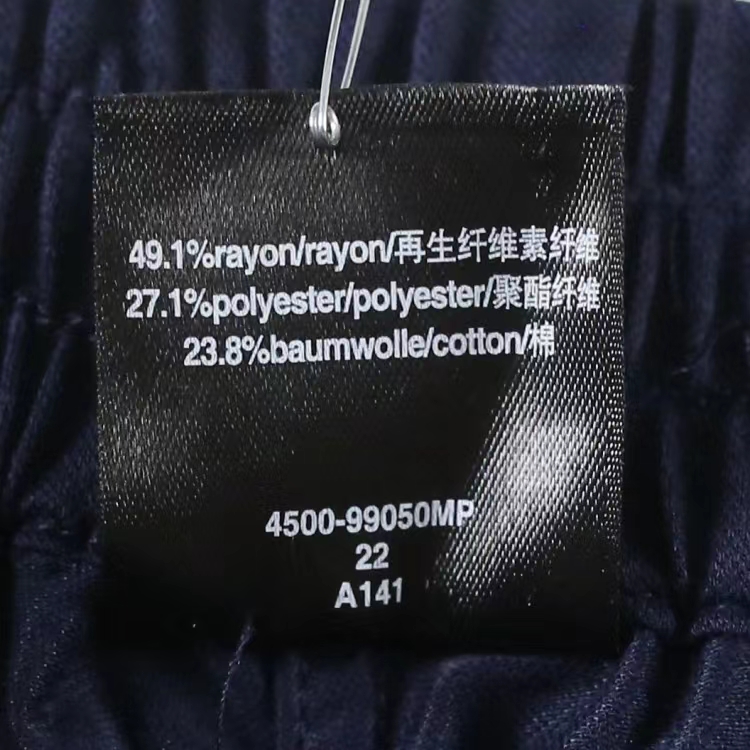 49.1%rayon/rayon/再生纤维素纤维
27.1%polyester/polyester/聚酯纤维
23.8%baumwolle/cotton/棉
4500-99050MP
22
A141